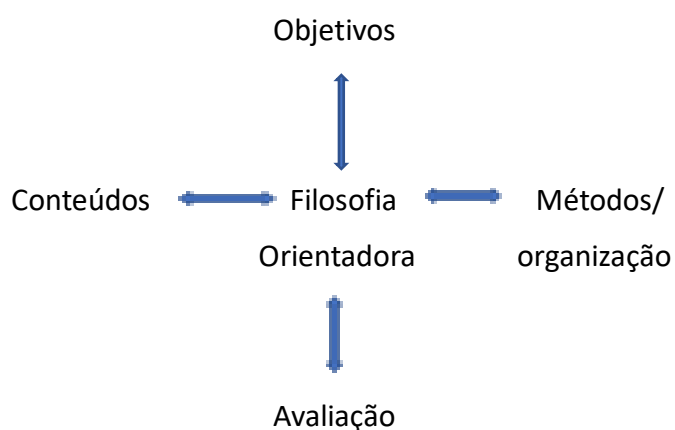 Objetivos
Conteúdos
Filosofia
Orientadora
Métodos/
organização
Avaliação